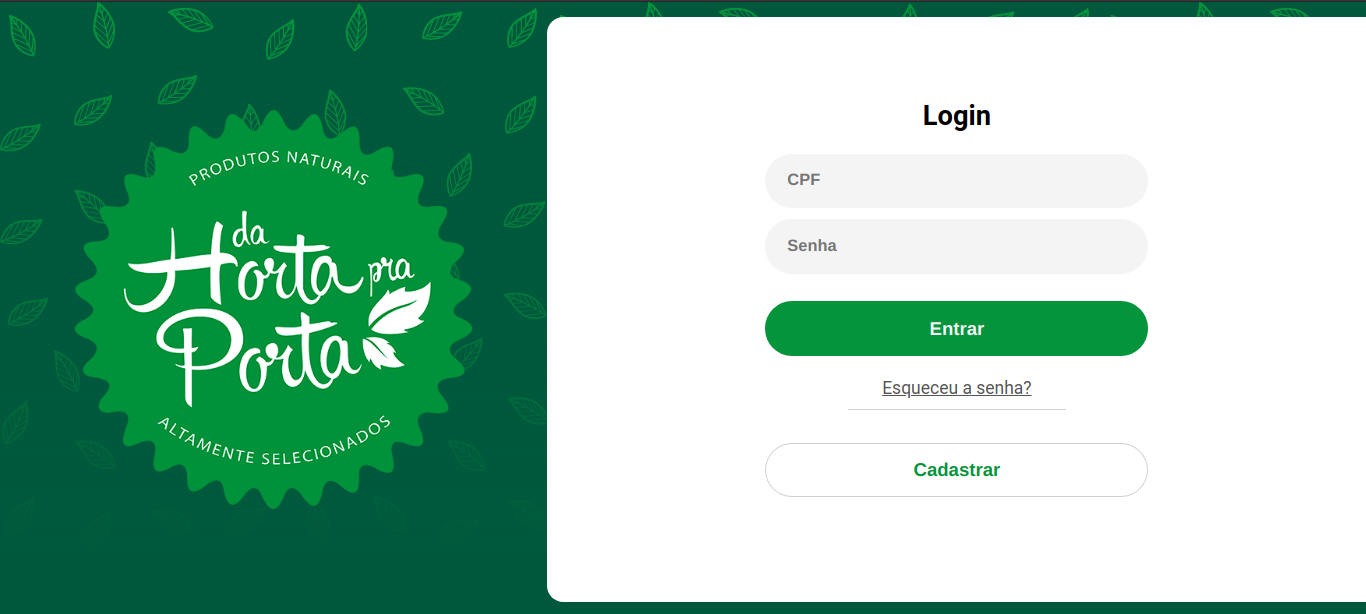 PRODUTOS NATURAIS
da
Horta pra
Porta
ALTAMENTE SELECIONADOS
Login
CPF
Senha
Entrar
Esqueceu a senha?
Cadastrar